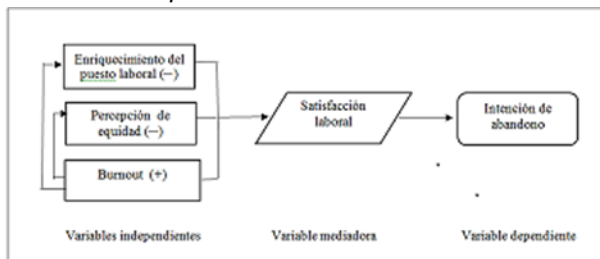 Enriquecimiento del
puesto laboral (−)
Percepción de
equidad (−)
Burnout (+)
Satisfacción
laboral
Intención de
abandono
Variables independientes
Variable mediadora
Variable dependiente